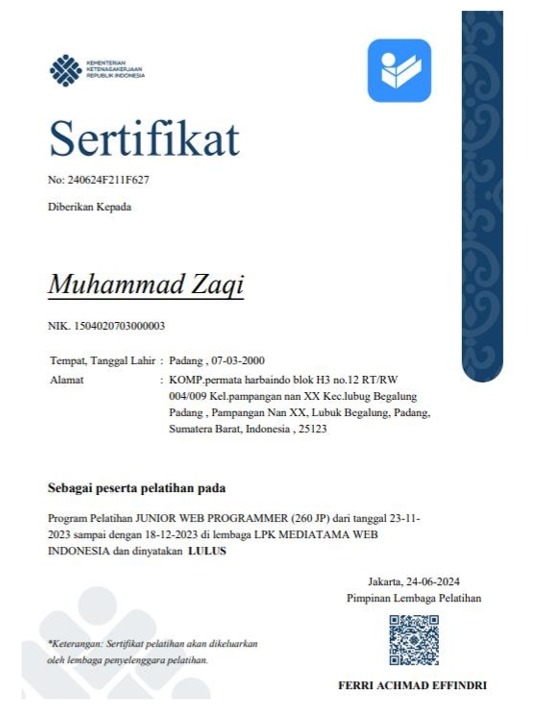 KEMENTERIAN
KETENAGAKERJAAN
REPUBLIK INDONESIA
Sertifikat
No: 240624F211F627
Diberikan Kepada
Muhammad Zaqi
NIK. 1504020703000003
Tempat, Tanggal Lahir : Padang , 07-03-2000
Alamat : KOMP.permata harbaindo blok H3 no.12 RT/RW
004/009 Kel.pampangan nan XX Kec.lubug Begalung
Padang , Pampangan Nan XX, Lubuk Begalung, Padang,
Sumatera Barat, Indonesia , 25123
Sebagai peserta pelatihan pada
Program Pelatihan JUNIOR WEB PROGRAMMER (260 JP) dari tanggal 23-11-
2023 sampai dengan 18-12-2023 di lembaga LPK MEDIATAMA WEB
INDONESIA dan dinyatakan LULUS
Jakarta, 24-06-2024
Pimpinan Lembaga Pelatihan
*Keterangan: Sertifikat pelatihan akan dikeluarkan
oleh lembaga penyelenggara pelatihan.
FERRI ACHMAD EFFINDRI